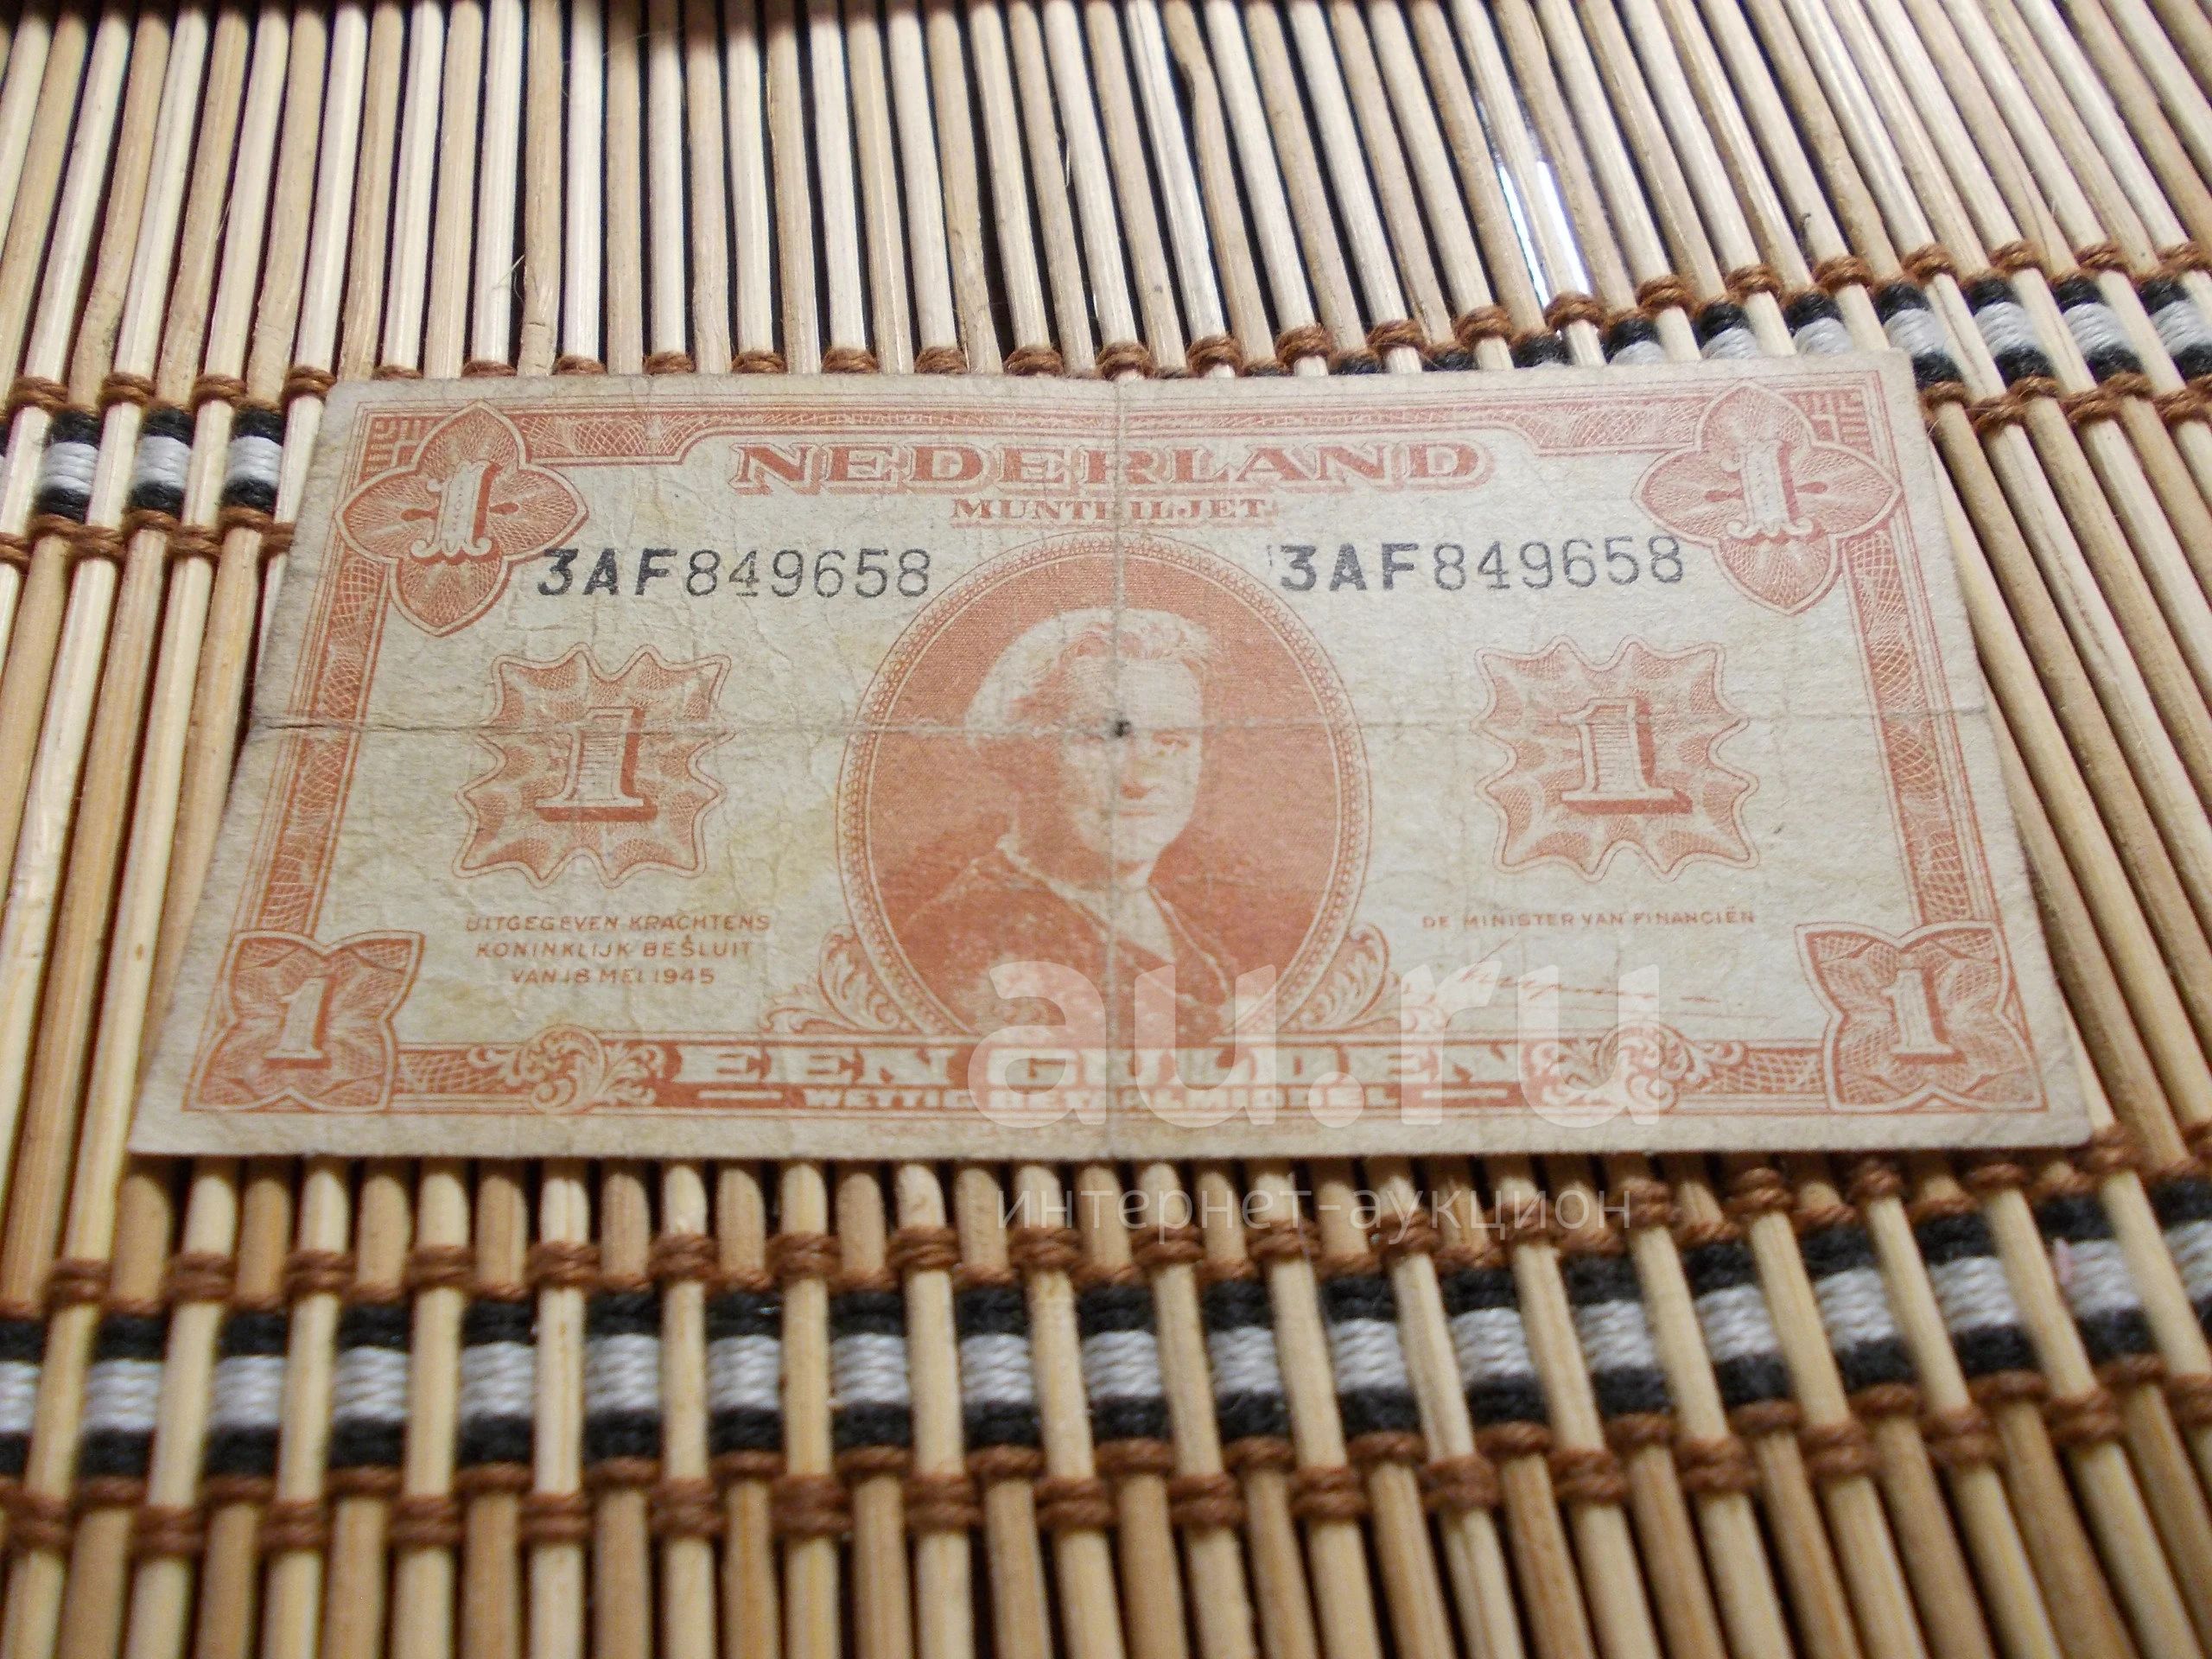 NEDERLAND
MUNTBILJET
1 1
3AF849658 3AF849658
1 1
UITGEGEVEN KRACHTENS
KONINKLIJK BESLUIT
VAN 18 MEI 1945
DE MINISTER VAN FINANCIËN
1 1
EEN GULDEN
WETTIG BETAALMIDDEL
au.ru
интернет-аукцион